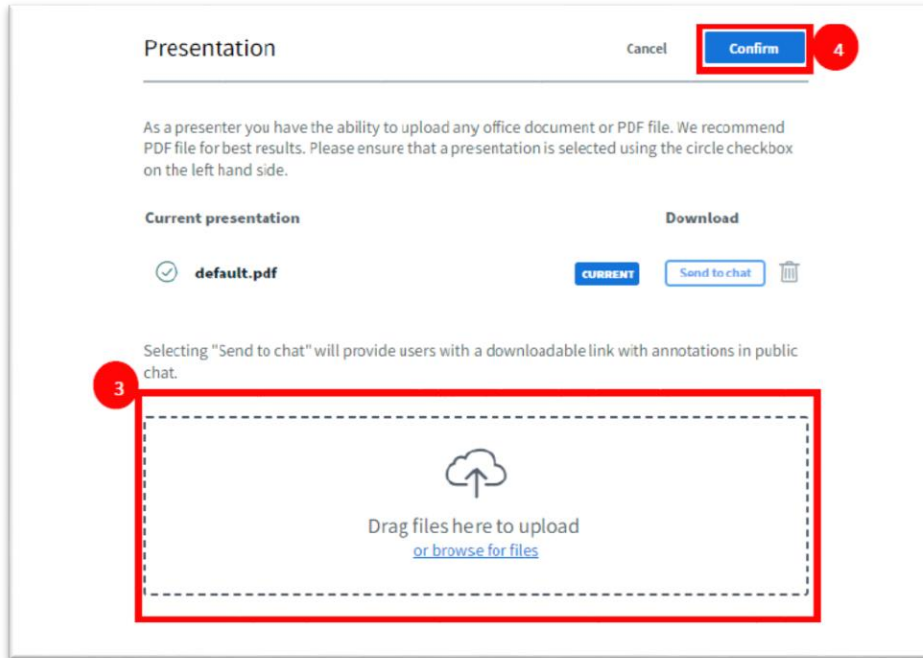 Presentation
Cancel
Confirm
4
As a presenter you have the ability to upload any office document or PDF file. We recommend
PDF file for best results. Please ensure that a presentation is selected using the circle checkbox
on the left hand side.
Current presentation
Download
default.pdf
CURRENT
Send to chat
Selecting "Send to chat" will provide users with a downloadable link with annotations in public
chat.
3
Drag files here to upload
or browse for files